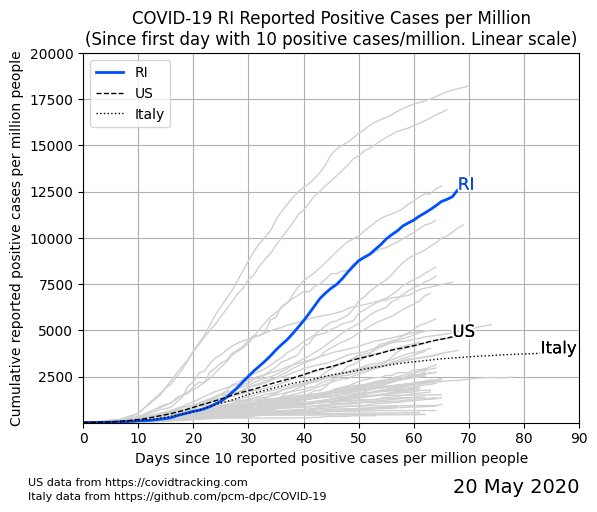 COVID-19 RI Reported Positive Cases per Million
(Since first day with 10 positive cases/million. Linear scale)
Cumulative reported positive cases per million people
20000
17500
15000
12500
10000
7500
5000
2500
RI
US
Italy
RI
US
Italy
0 10 20 30 40 50 60 70 80 90
Days since 10 reported positive cases per million people
US data from https://covidtracking.com
Italy data from https://github.com/pcm-dpc/COVID-19
20 May 2020